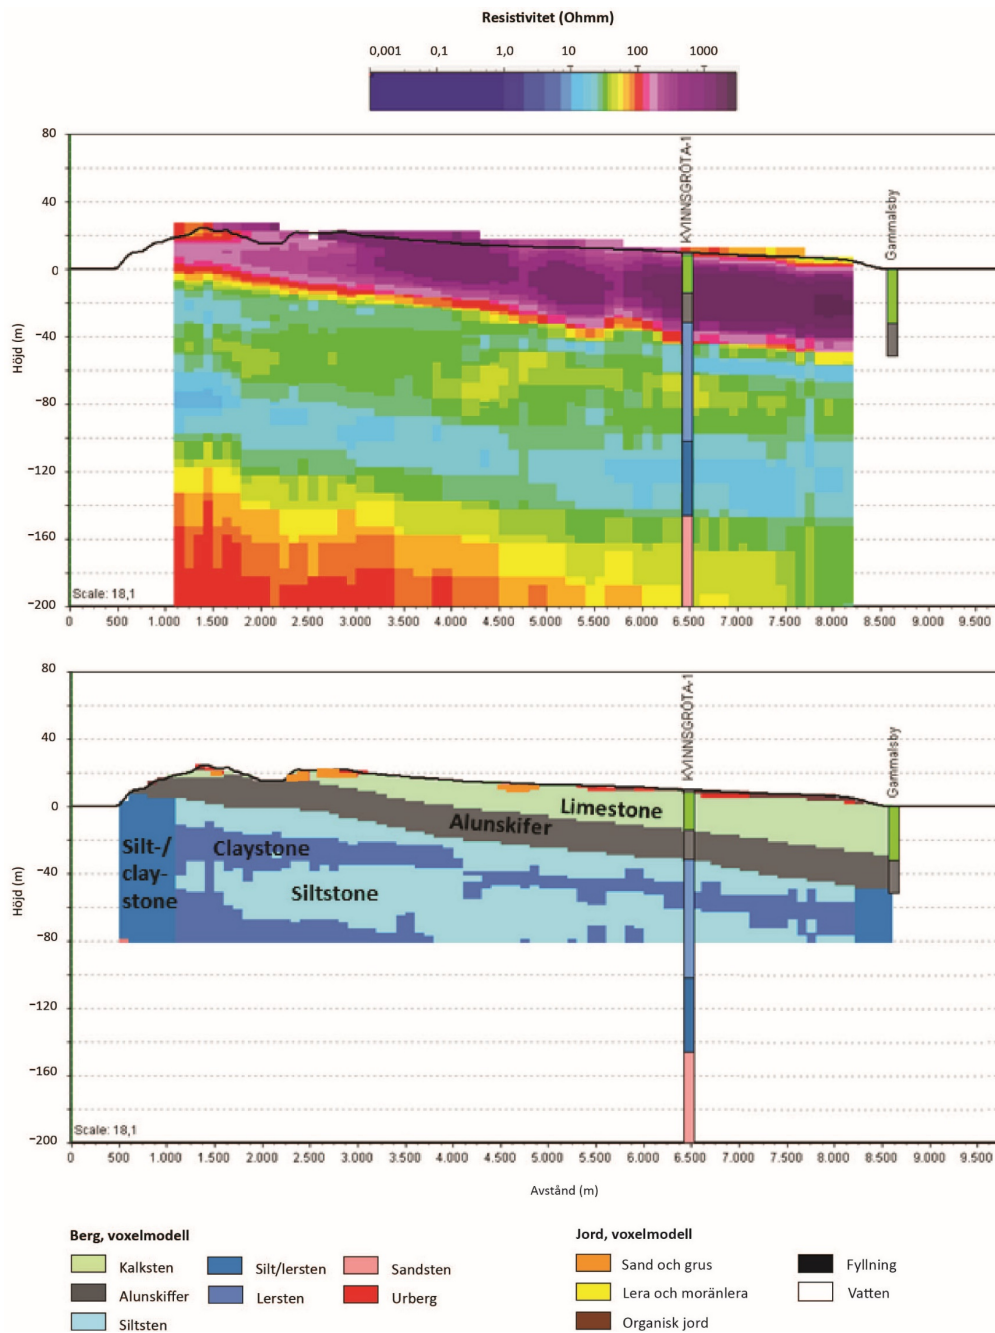 Resistivitet (Ohmm)
0,001 0,1 1,0 10 100 1000
80
40
0
−40
−80
−120
−160
−200
Höjd (m)
KVINNSGRÖTA-1
Gammalsby
Scale: 18,1
0 500 1.000 1.500 2.000 2.500 3.000 3.500 4.000 4.500 5.000 5.500 6.000 6.500 7.000 7.500 8.000 8.500 9.000 9.500
80
40
0
−40
−80
−120
−160
−200
Höjd (m)
KVINNSGRÖTA-1
Gammalsby
Limestone
Alunskifer
Silt-/
clay-
stone
Claystone
Siltstone
Scale: 18,1
0 500 1.000 1.500 2.000 2.500 3.000 3.500 4.000 4.500 5.000 5.500 6.000 6.500 7.000 7.500 8.000 8.500 9.000 9.50
Avstånd (m)
Berg, voxelmodell
Kalksten
Alunskiffer
Siltsten
Silt/lersten
Lersten
Sandsten
Urberg
Jord, voxelmodell
Sand och grus
Lera och moränlera
Organisk jord
Fyllning
Vatten